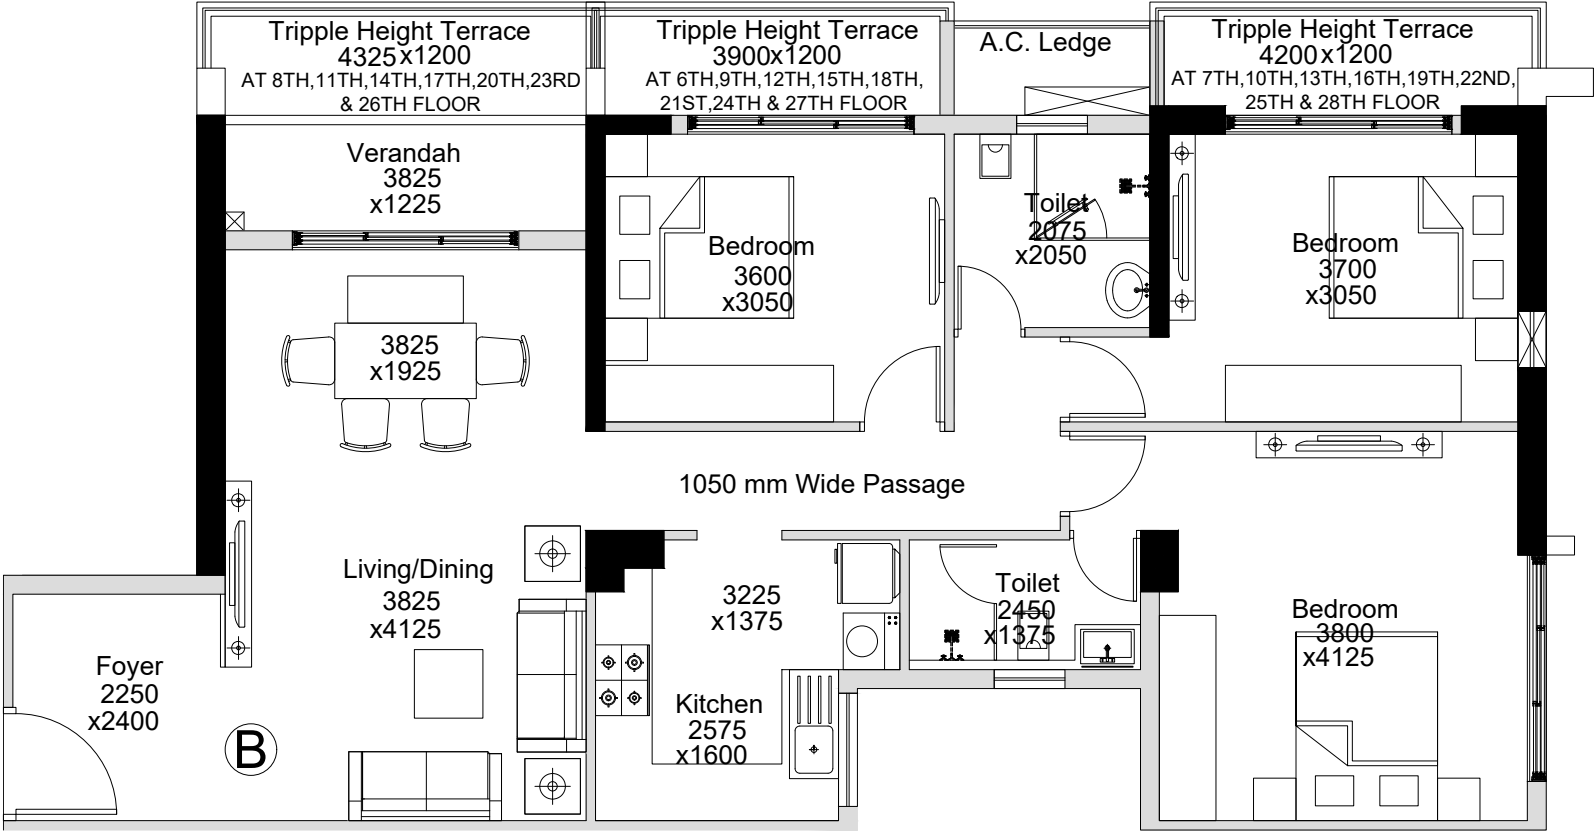 Tripple Height Terrace
4325x1200
AT 8TH,11TH,14TH,17TH,20TH,23RD
& 26TH FLOOR
Tripple Height Terrace
3900x1200
AT 6TH,9TH,12TH,15TH,18TH,
21ST,24TH & 27TH FLOOR
A.C. Ledge
Tripple Height Terrace
4200x1200
AT 7TH,10TH,13TH,16TH,19TH,22ND,
25TH & 28TH FLOOR
Verandah
3825
x1225
Bedroom
3600
x3050
Toilet
2075
x2050
Bedroom
3700
x3050
3825
x1925
1050 mm Wide Passage
Living/Dining
3825
x4125
3225
x1375
Toilet
2450
x1375
Bedroom
3800
x4125
Foyer
2250
x2400
Kitchen
2575
x1600
B